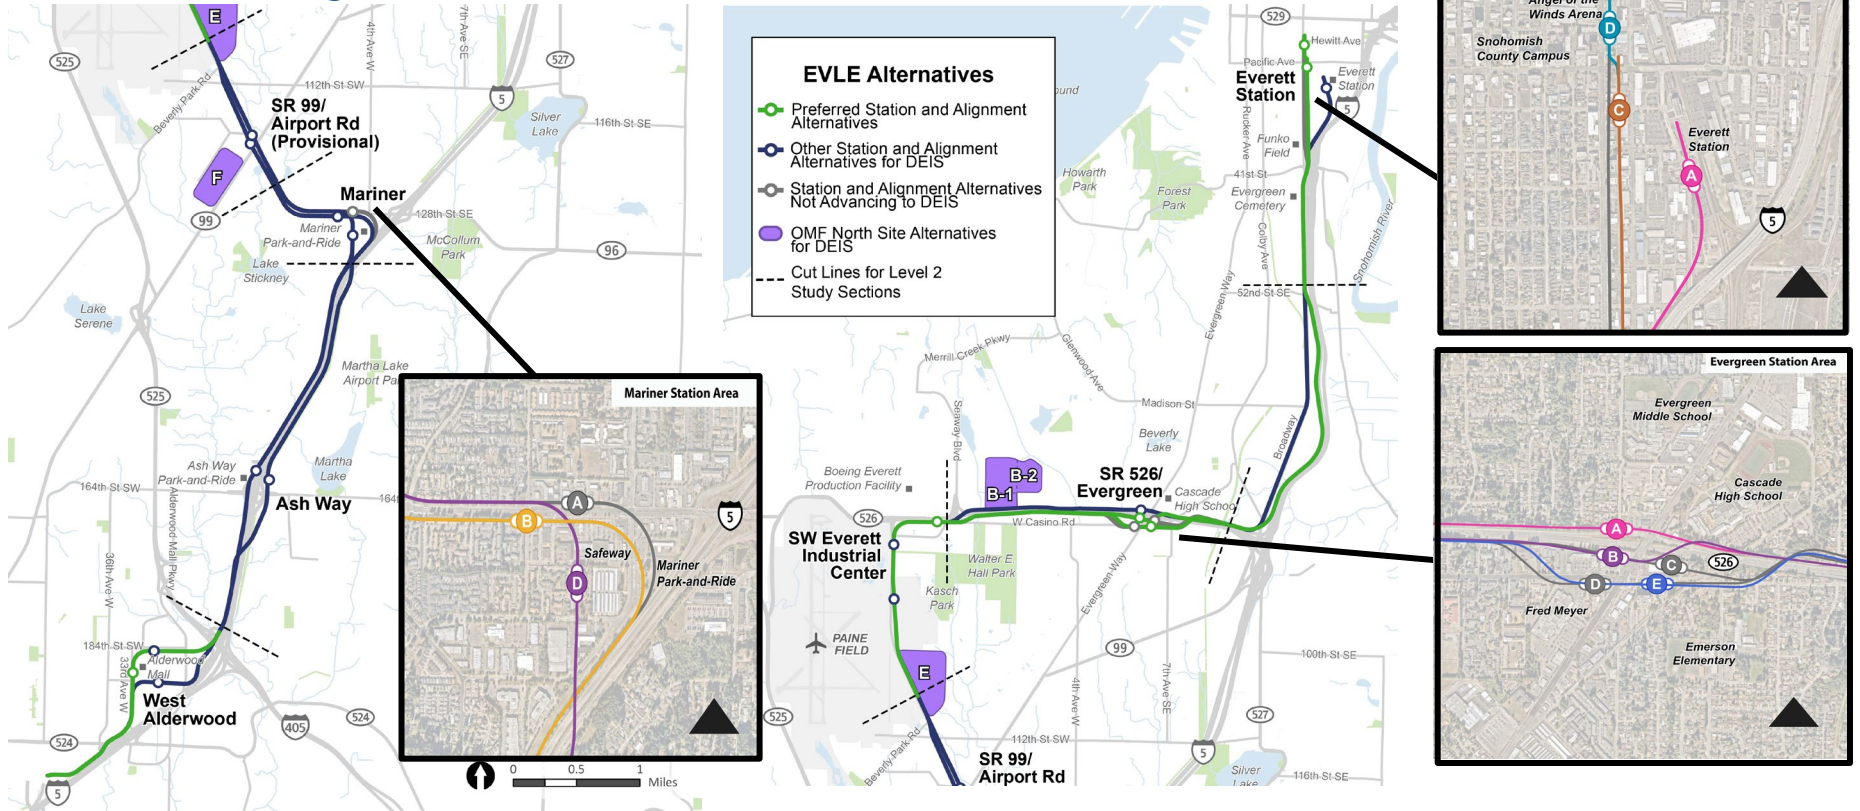 E
525
4th Ave W
7th Ave SE
527
112th St SW
Beverly Park Rd
5
SR 99/
Airport Rd
(Provisional)
Silver
Lake
116th St SE
F
99
Mariner
128th St SE
Mariner
Park-and-Ride
McCollum
Park
96
Lake
Stickney
Lake
Serene
Martha Lake
525
Ash Way
Park-and-Ride
Martha
Lake
164th St SW
Ash Way
Alderwood Mall Pkwy
36th Ave W
184th St SW
33rd Ave W
Alderwood
Mall
West
Alderwood
524
405
524
5
Mariner Station Area
A
B
5
Safeway
Mariner
Park-and-Ride
D
0 0.5 1
Miles
EVLE Alternatives
Preferred Station and Alignment
Alternatives
Other Station and Alignment
Alternatives for DEIS
Station and Alignment Alternatives
Not Advancing to DEIS
OMF North Site Alternatives
for DEIS
Cut Lines for Level 2
Study Sections
529
Hewitt Ave
Pacific Ave
Everett
Station
Everett
Station
5
Rucker Ave
Funko
Field
41st St
Evergreen
Cemetery
Howarth
Park
Forest
Park
Colby Ave
Snohomish River
52nd St SE
Evergreen Way
Merrill Creek Pkwy
Glenwood Ave
Madison St
Seaway Blvd
Beverly
Lake
Broadway
Boeing Everett
Production Facility
B-2
B-1
SR 526/
Evergreen
Cascade
High School
526
W Casino Rd
SW Everett
Industrial
Center
Walter E.
Hall Park
Kasch
Park
Evergreen Way
PAINE
FIELD
99
E
100th St SE
4th Ave W
7th Ave SE
525
527
112th St SW
Beverly Park Rd
5
SR 99/
Airport Rd
Silver
Lake
116th St SE
Angel of the
Winds Arena
D
Snohomish
County Campus
C
Everett
Station
A
5
Evergreen Station Area
Evergreen
Middle School
Cascade
High School
A
B
C
526
D
E
Fred Meyer
Emerson
Elementary